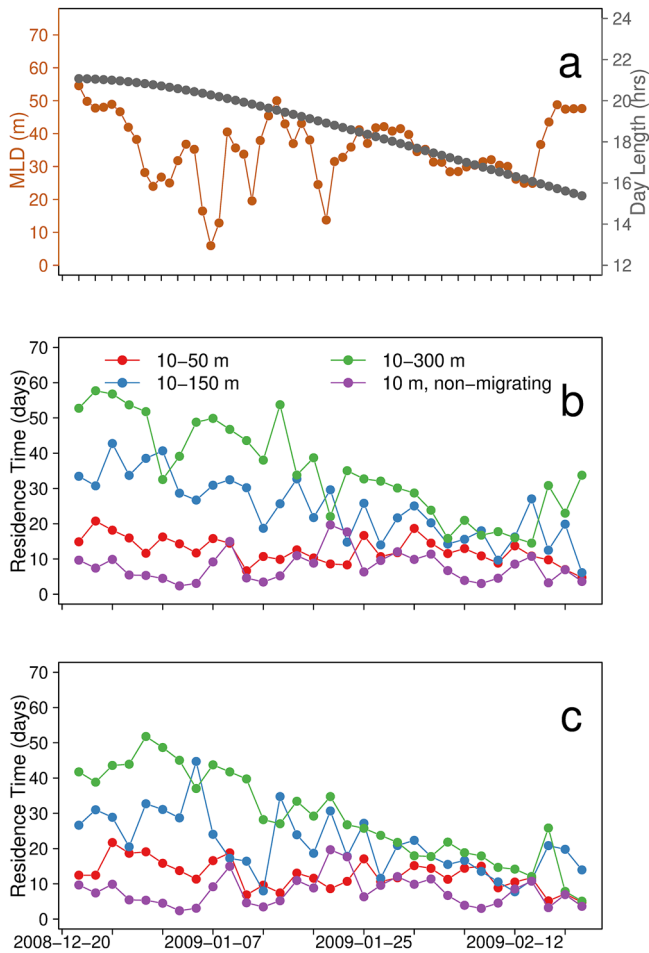 a
MLD (m)
70
60
50
40
30
20
10
0
24
22
20
18
16
14
12
Day Length (hrs)
b
Residence Time (days)
70
60
50
40
30
20
10
0
10−50 m
10−150 m
10−300 m
10 m, non−migrating
c
Residence Time (days)
70
60
50
40
30
20
10
0
2008−12−20 2009−01−07 2009−01−25 2009−02−12